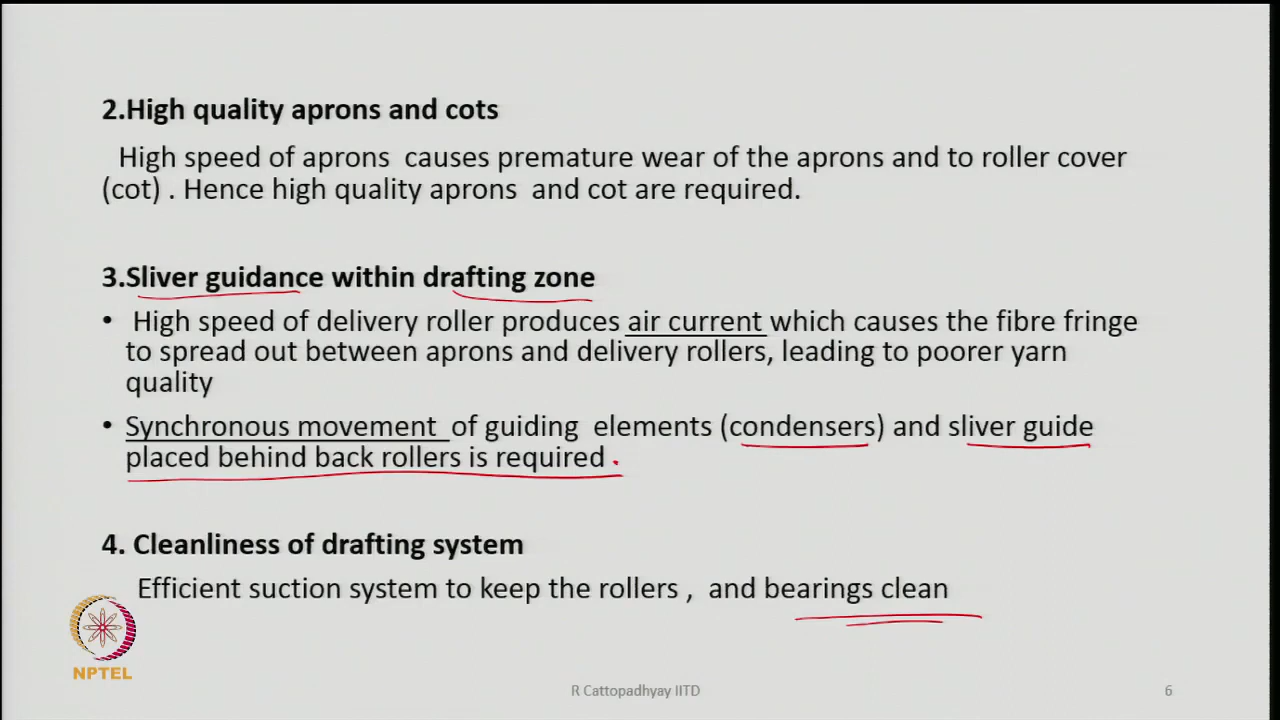 2.High quality aprons and cots
High speed of aprons causes premature wear of the aprons and to roller cover
(cot) . Hence high quality aprons and cot are required.
3.Sliver guidance within drafting zone
• High speed of delivery roller produces air current which causes the fibre fringe
to spread out between aprons and delivery rollers, leading to poorer yarn
quality
• Synchronous movement of guiding elements (condensers) and sliver guide
placed behind back rollers is required .
4. Cleanliness of drafting system
Efficient suction system to keep the rollers , and bearings clean
NPTEL
R Cattopadhyay IITD
6